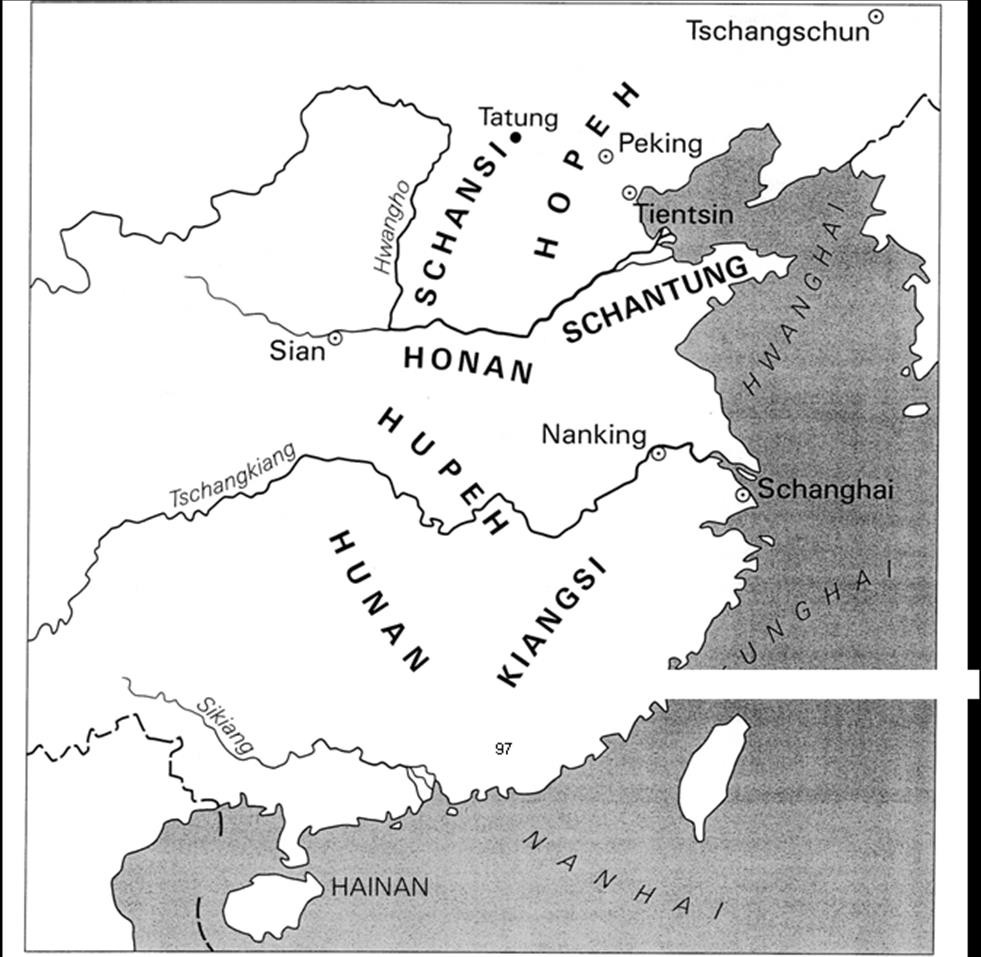 Tschangschun
Tatung
Peking
HOPEH
SCHANSI
Hwangho
Tientsin
SCHANTUNG
HWANGHAI
Sian
HONAN
HUPEH
Nanking
Tschangkiang
Schanghai
HUNAN
KIANGSI
UNGHAI
Sikiang
97
NANHAI
HAINAN